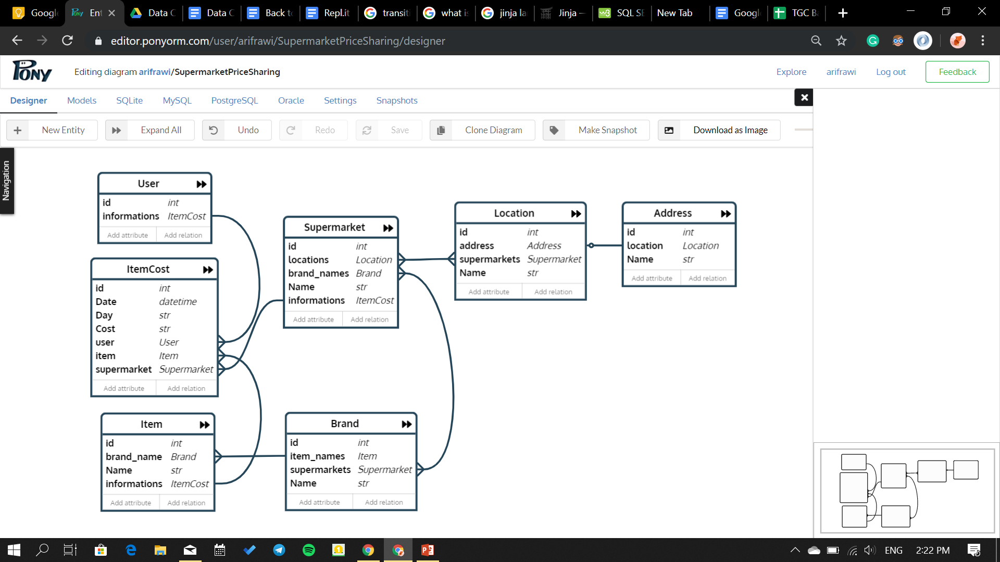 Googl
Pony Ent
Data C
Data C
Back to
Repl.it
transiti
what is
jinja la
Jinja —
w3 SQL SE
New Tab
Googl
TGC B
editor.ponyorm.com/user/arifrawi/SupermarketPriceSharing/designer
PONY
Editing diagram arifrawi/SupermarketPriceSharing
Explore
arifrawi
Log out
Feedback
Designer
Models
SQLite
MySQL
PostgreSQL
Oracle
Settings
Snapshots
New Entity
Expand All
Undo
Redo
Save
Clone Diagram
Make Snapshot
Download as Image
Navigation
User
id int
informations ItemCost
Add attribute Add relation
ItemCost
id int
Date datetime
Day str
Cost str
user User
item Item
supermarket Supermarket
Add attribute Add relation
Item
id int
brand_name Brand
Name str
informations ItemCost
Add attribute Add relation
Supermarket
id int
locations Location
brand_names Brand
Name str
informations ItemCost
Add attribute Add relation
Brand
id int
item_names Item
supermarkets Supermarket
Name str
Add attribute Add relation
Location
id int
address Address
supermarkets Supermarket
Name str
Add attribute Add relation
Address
id int
location Location
Name str
Add attribute Add relation
ENG
2:22 PM